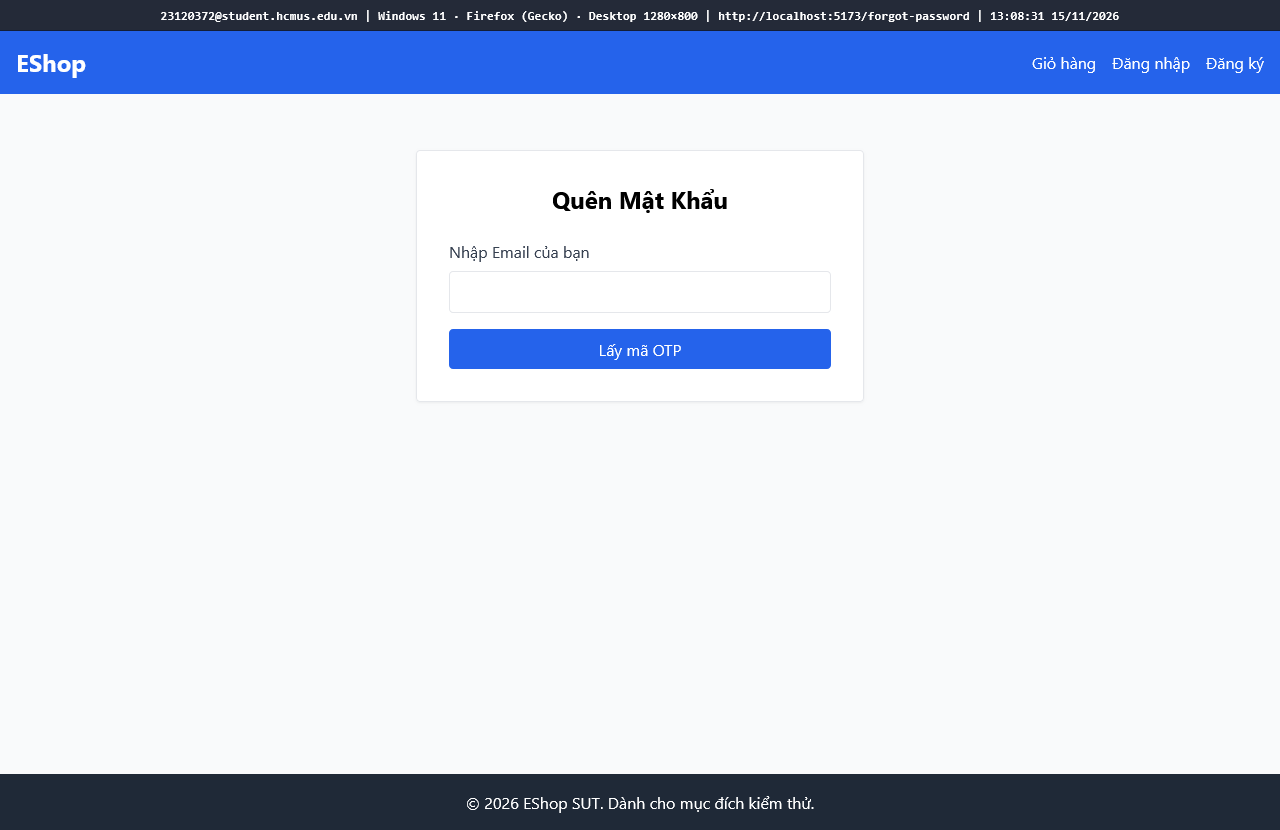 23120372@student.hcmus.edu.vn | Windows 11 · Firefox (Gecko) · Desktop 1280×800 | http://localhost:5173/forgot-password | 13:08:31 15/11/2026
EShop
Giỏ hàng Đăng nhập Đăng ký
Quên Mật Khẩu
Nhập Email của bạn
Lấy mã OTP
© 2026 EShop SUT. Dành cho mục đích kiểm thử.